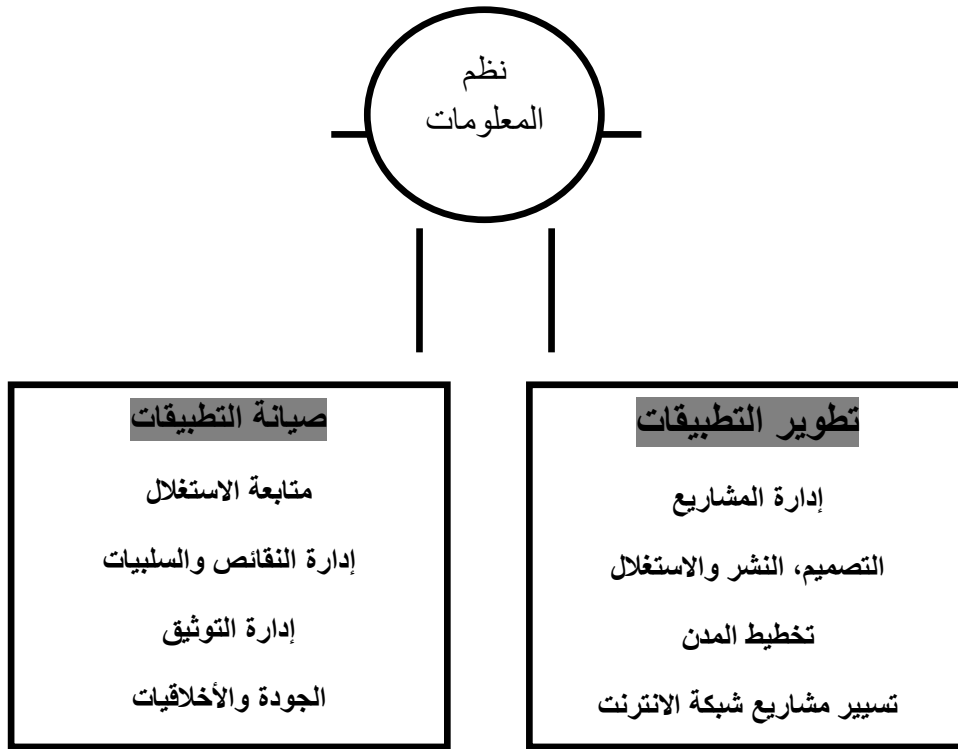 نظم
المعلومات
تطوير التطبيقات
إدارة المشاريع
التصميم، النشر والاستغلال
تخطيط المدن
تسيير مشاريع شبكة الانترنت
صيانة التطبيقات
متابعة الاستغلال
إدارة النقائص والسلبيات
إدارة التوثيق
الجودة والأخلاقيات